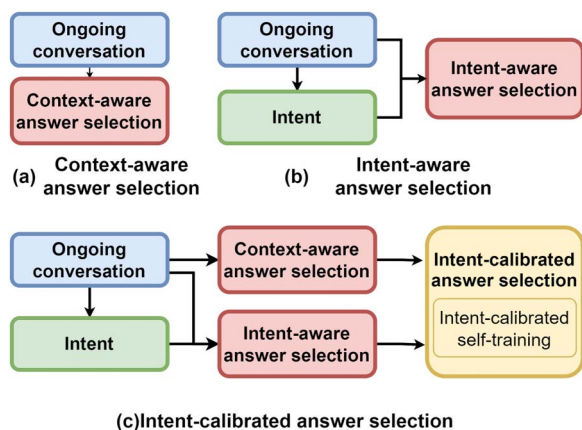 Ongoing
conversation
Context-aware
answer selection
(a) Context-aware
answer selection
Ongoing
conversation
Intent
Intent-aware
answer selection
(b) Intent-aware
answer selection
Ongoing
conversation
Intent
Context-aware
answer selection
Intent-aware
answer selection
Intent-calibrated
answer selection
Intent-calibrated
self-training
(c)Intent-calibrated answer selection